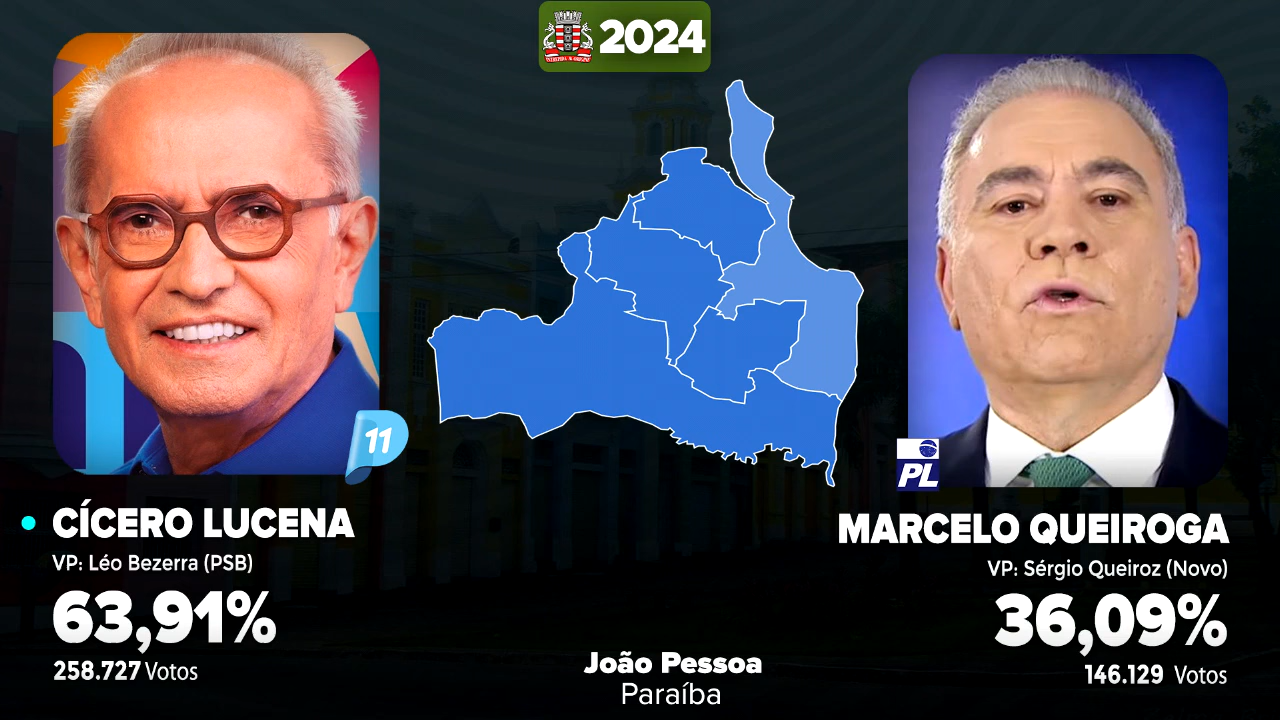 2024
11
PL
CÍCERO LUCENA
VP: Léo Bezerra (PSB)
63,91%
258.727 Votos
MARCELO QUEIROGA
VP: Sérgio Queiroz (Novo)
36,09%
146.129 Votos
João Pessoa
Paraíba